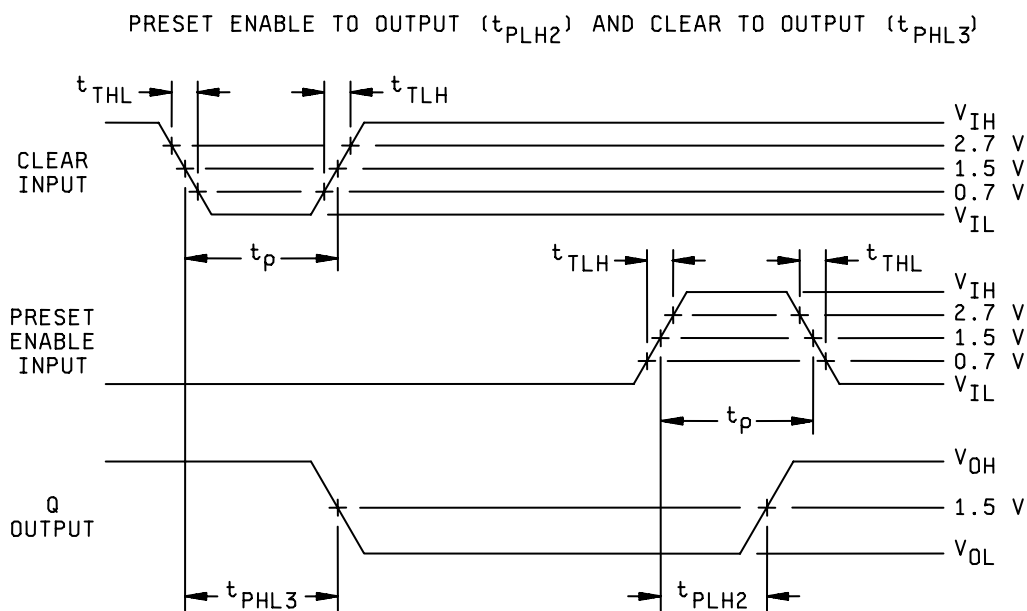 PRESET ENABLE TO OUTPUT (tPLH2) AND CLEAR TO OUTPUT (tPHL3)
tTHL
tTLH
CLEAR
INPUT
VIH
2.7 V
1.5 V
0.7 V
VIL
tp
tTLH
tTHL
PRESET
ENABLE
INPUT
VIH
2.7 V
1.5 V
0.7 V
VIL
tp
Q
OUTPUT
VOH
1.5 V
VOL
tPHL3
tPLH2